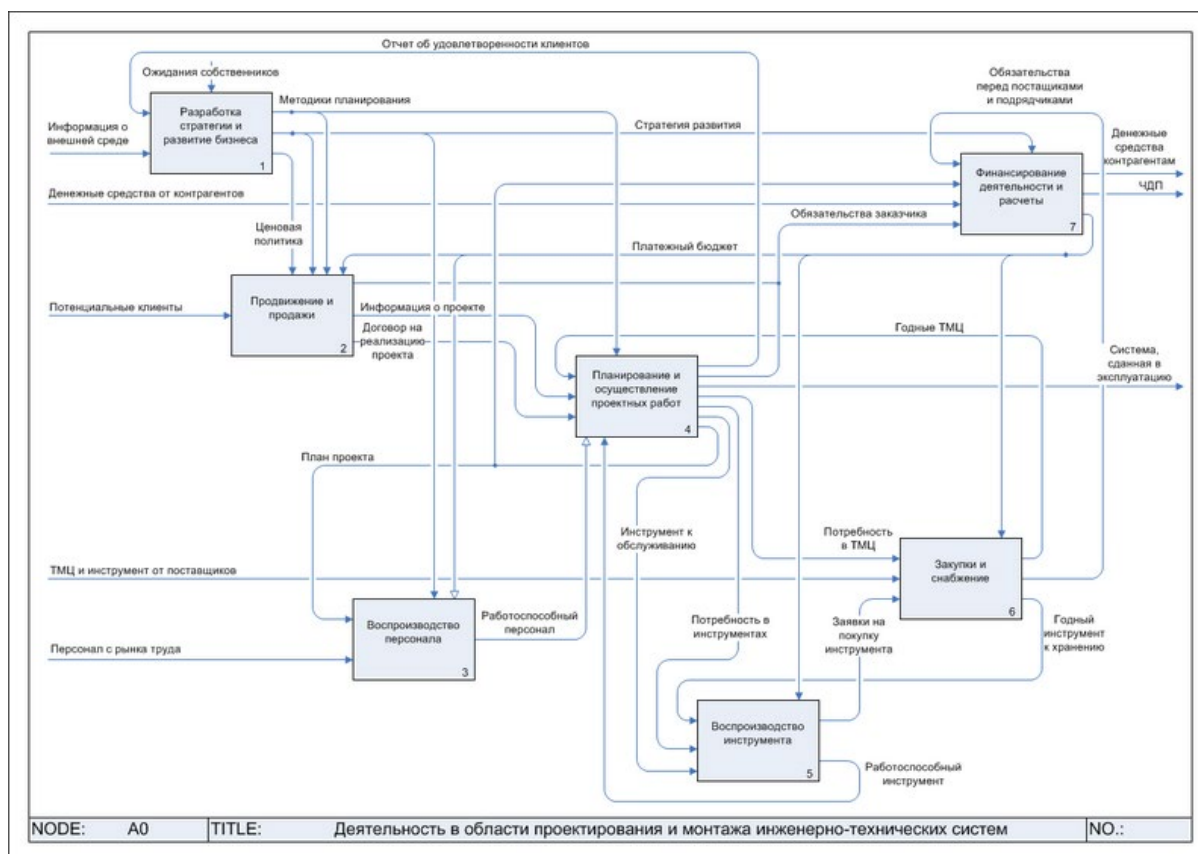 Отчет об удовлетворенности клиентов
Ожидания собственников
Методики планирования
Обязательства
перед постащиками
и подрядчиками
Разработка
стратегии и
развитие бизнеса
1
Информация о
внешней среде
Стратегия развития
Денежные
средства
контрагентам
Финансирование
деятельности и
расчеты
7
ЧДП
Денежные средства от контрагентов
Ценовая
политика
Обязательства заказчика
Платежный бюджет
Потенциальные клиенты
Продвижение и
продажи
2
Информация о проекте
Договор на
реализацию
проекта
Годные ТМЦ
Система,
сданная в
эксплуатацию
Планирование и
осуществление
проектных работ
4
План проекта
Инструмент к
обслуживанию
Потребность
в ТМЦ
ТМЦ и инструмент от поставщиков
Закупки и
снабжение
6
Воспроизводство
персонала
3
Работоспособный
персонал
Потребность в
инструментах
Заявки на
покупку
инструмента
Годный
инструмент
к хранению
Персонал с рынка труда
Воспроизводство
инструмента
5
Работоспособный
инструмент
NODE: A0 TITLE: Деятельность в области проектирования и монтажа инженерно-технических систем NO.: